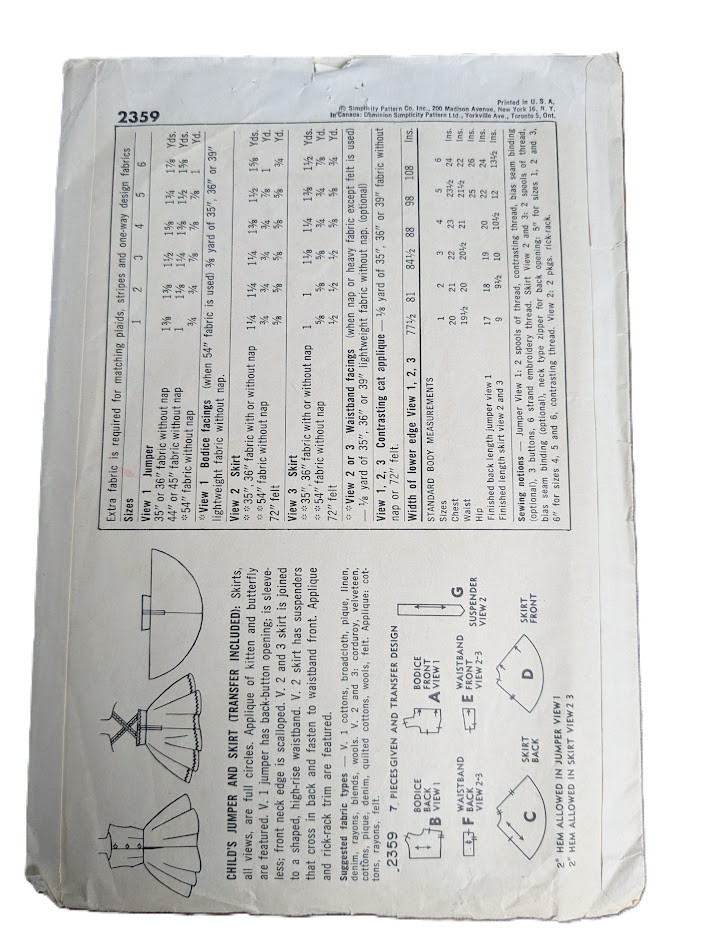 2359
Printed in U. S. A.
Simplicity Pattern Co. Inc., 200 Madison Avenue, New York 16, N. Y.
In Canada: Dominion Simplicity Pattern Ltd., Yorkville Ave., Toronto 5, Ont.
CHILD'S JUMPER AND SKIRT (TRANSFER INCLUDED): Skirts,
all views, are full circles. Applique of kitten and butterfly
are featured. V. 1 jumper has back-button opening; is sleeve-
less; front neck edge is scalloped. V. 2 and 3 skirt is joined
to a shaped, high-rise waistband. V. 2 skirt has suspenders
that cross in back and fasten to waistband front. Applique
and rick-rack trim are featured.
Suggested fabric types — V. 1 cottons, broadcloth, pique, linen,
denim, rayons, blends, wools. V. 2 and 3: corduroy, velveteen,
cottons, pique, denim, quilted cottons, wools, felt. Applique: cot-
tons, rayons, felt.
2359 7 PIECES GIVEN AND TRANSFER DESIGN
BODICE
BACK
B VIEW 1
BODICE
FRONT
A VIEW 1
G
SUSPENDER
VIEW 2
WAISTBAND
F BACK
VIEW 2-3
WAISTBAND
E FRONT
VIEW 2-3
C
SKIRT
BACK
D
SKIRT
FRONT
2" HEM ALLOWED IN JUMPER VIEW 1
2" HEM ALLOWED IN SKIRT VIEW 2 3
Extra fabric is required for matching plaids, stripes and one-way design fabrics
Sizes 1 2 3 4 5 6
View 1 Jumper
35" or 36" fabric without nap 1⅜ 1⅜ 1½ 1⅝ 1¾ 1⅞ Yds.
44" or 45" fabric without nap 1 1⅛ 1¼ 1⅜ 1½ 1⅝ Yds.
*54" fabric without nap ¾ ¾ ⅞ ⅞ ⅞ 1 Yd.
*View 1 Bodice facings (when 54" fabric is used) ⅜ yard of 35", 36" or 39"
lightweight fabric without nap.
View 2 Skirt
**35", 36" fabric with or without nap 1¼ 1¼ 1¼ 1⅜ 1½ 1⅝ Yds.
**54" fabric without nap ¾ ¾ ¾ ¾ ⅞ 1 Yd.
72" felt ⅝ ⅝ ⅝ ⅝ ⅝ ¾ Yd.
View 3 Skirt
**35", 36" fabric with or without nap 1 1 1⅛ 1¼ 1⅜ 1½ Yds.
**54" fabric without nap ⅝ ⅝ ⅝ ¾ ¾ ⅞ Yd.
72" felt ½ ½ ½ ⅝ ⅝ ¾ Yd.
**View 2 or 3 Waistband facings (when nap or heavy fabric except felt is used)
— ⅛ yard of 35", 36" or 39" lightweight fabric without nap. (optional)
View 1, 2, 3 Contrasting cat applique — ⅛ yard of 35", 36" or 39" fabric without
nap or 72" felt.
Width of lower edge View 1, 2, 3 77½ 81 84½ 88 98 108 Ins.
STANDARD BODY MEASUREMENTS
Sizes 1 2 3 4 5 6
Chest 20 21 22 23 23½ 24 Ins.
Waist 19½ 20 20½ 21 21½ 22 Ins.
Hip 25 26 Ins.
Finished back length jumper view 1 17 18 19 20 22 24 Ins.
Finished length skirt view 2 and 3 9 9½ 10 10½ 12 13½ Ins.
Sewing notions — Jumper View 1: 2 spools of thread, contrasting thread, bias seam binding
(optional), 3 buttons, 6 strand embroidery thread. Skirt View 2 and 3: 2 spools of thread,
bias seam binding (optional), neck type zipper for back opening: 5" for sizes 1, 2 and 3,
6" for sizes 4, 5 and 6, contrasting thread. View 2: 2 pkgs. rick-rack.